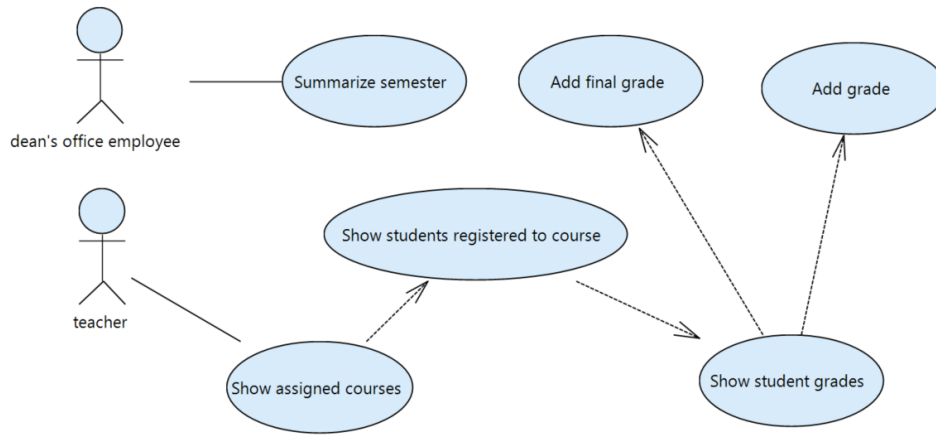 Summarize semester
Add final grade
Add grade
dean's office employee
Show students registered to course
teacher
Show assigned courses
Show student grades